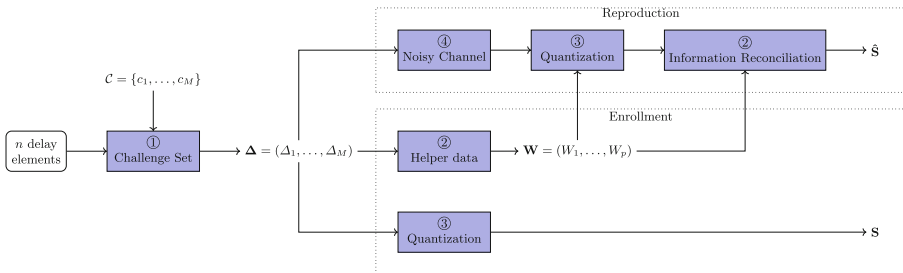 Reproduction
④
Noisy Channel
③
Quantization
②
Information Reconciliation
Ŝ
𝒞 = {c₁, . . . , c_M}
Enrollment
n delay
elements
①
Challenge Set
Δ = (Δ₁, . . . , Δ_M)
②
Helper data
W = (W₁, . . . , W_p)
③
Quantization
S